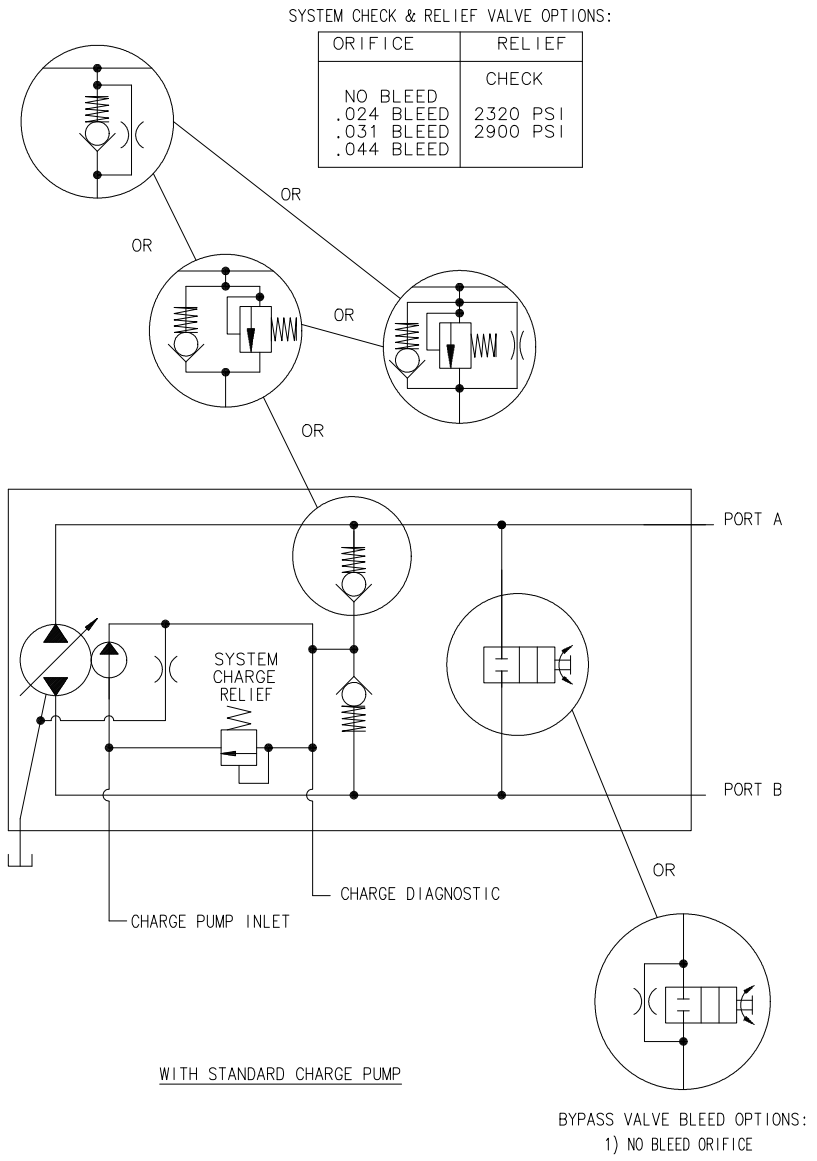 SYSTEM CHECK & RELIEF VALVE OPTIONS:
ORIFICE RELIEF
CHECK
NO BLEED
.024 BLEED 2320 PSI
.031 BLEED 2900 PSI
.044 BLEED
OR
OR
OR
OR
PORT A
SYSTEM
CHARGE
RELIEF
PORT B
OR
CHARGE DIAGNOSTIC
CHARGE PUMP INLET
WITH STANDARD CHARGE PUMP
BYPASS VALVE BLEED OPTIONS:
1) NO BLEED ORIFICE